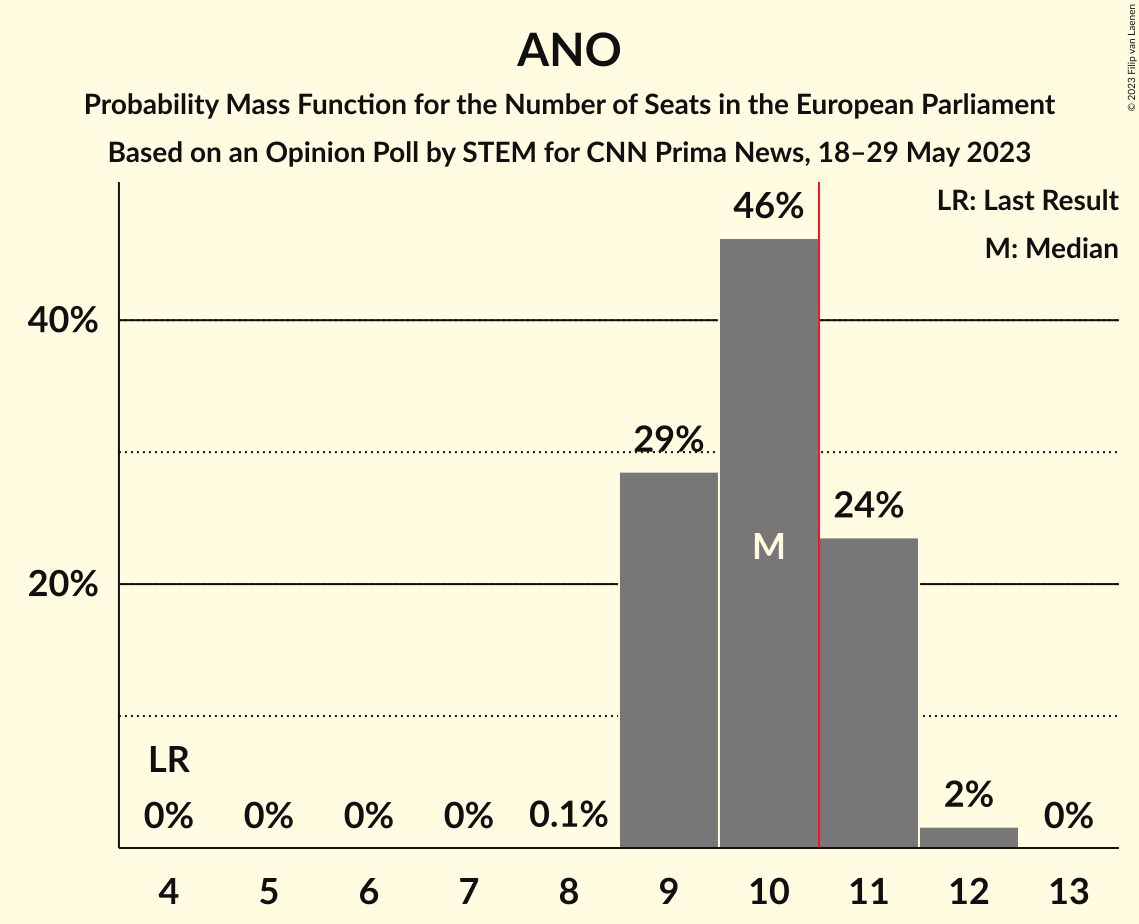 ANO
Probability Mass Function for the Number of Seats in the European Parliament
Based on an Opinion Poll by STEM for CNN Prima News, 18–29 May 2023
© 2023 Filip van Laenen
LR: Last Result
M: Median
40%
20%
LR
0%
0%
0%
0%
0.1%
29%
46%
M
24%
2%
0%
4 5 6 7 8 9 10 11 12 13